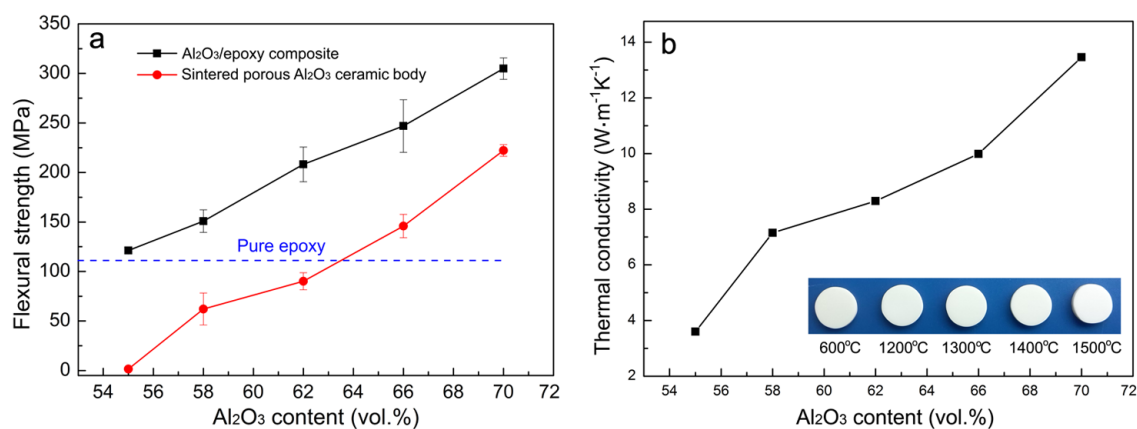 a
Al₂O₃/epoxy composite
Sintered porous Al₂O₃ ceramic body
Pure epoxy
Flexural strength (MPa)
350
300
250
200
150
100
50
0
54 56 58 60 62 64 66 68 70 72
Al₂O₃ content (vol.%)
b
Thermal conductivity (W·m⁻¹K⁻¹)
14
12
10
8
6
4
2
600℃ 1200℃ 1300℃ 1400℃ 1500℃
54 56 58 60 62 64 66 68 70 72
Al₂O₃ content (vol.%)